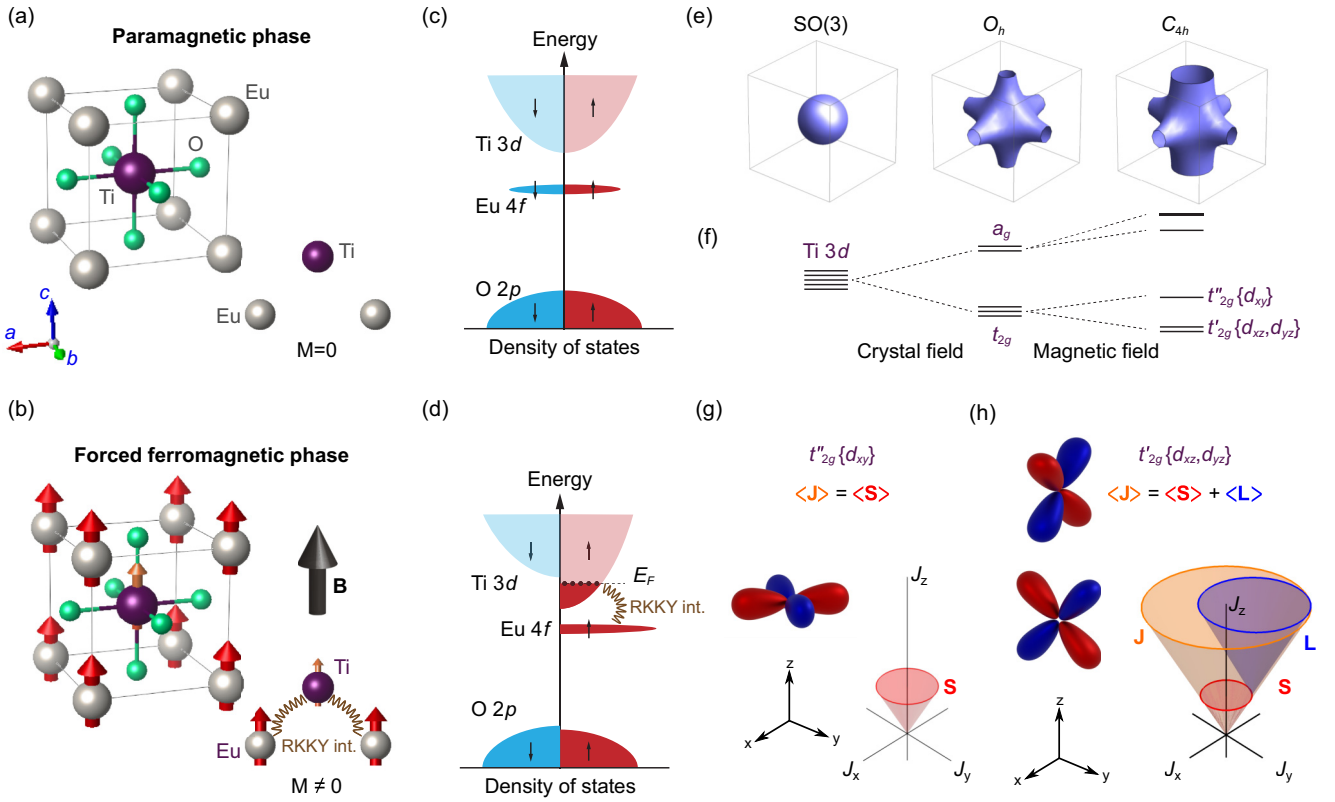 (a)
Paramagnetic phase
Eu
O
Ti
Ti
Eu
M=0
c
a
b
(b)
Forced ferromagnetic phase
B
Ti
Eu
RKKY int.
M ≠ 0
(c)
Energy
Ti 3d
Eu 4f
O 2p
Density of states
(d)
Energy
E_F
Ti 3d
RKKY int.
Eu 4f
O 2p
Density of states
(e)
SO(3)
O_h
C_4h
(f)
Ti 3d
a_g
t_2g
t''_2g{d_xy}
t'_2g{d_xz,d_yz}
Crystal field
Magnetic field
(g)
t''_2g{d_xy}
<J> = <S>
J_z
S
z
x
y
J_x
J_y
(h)
t'_2g{d_xz,d_yz}
<J> = <S> + <L>
J_z
J
L
S
z
x
y
J_x
J_y